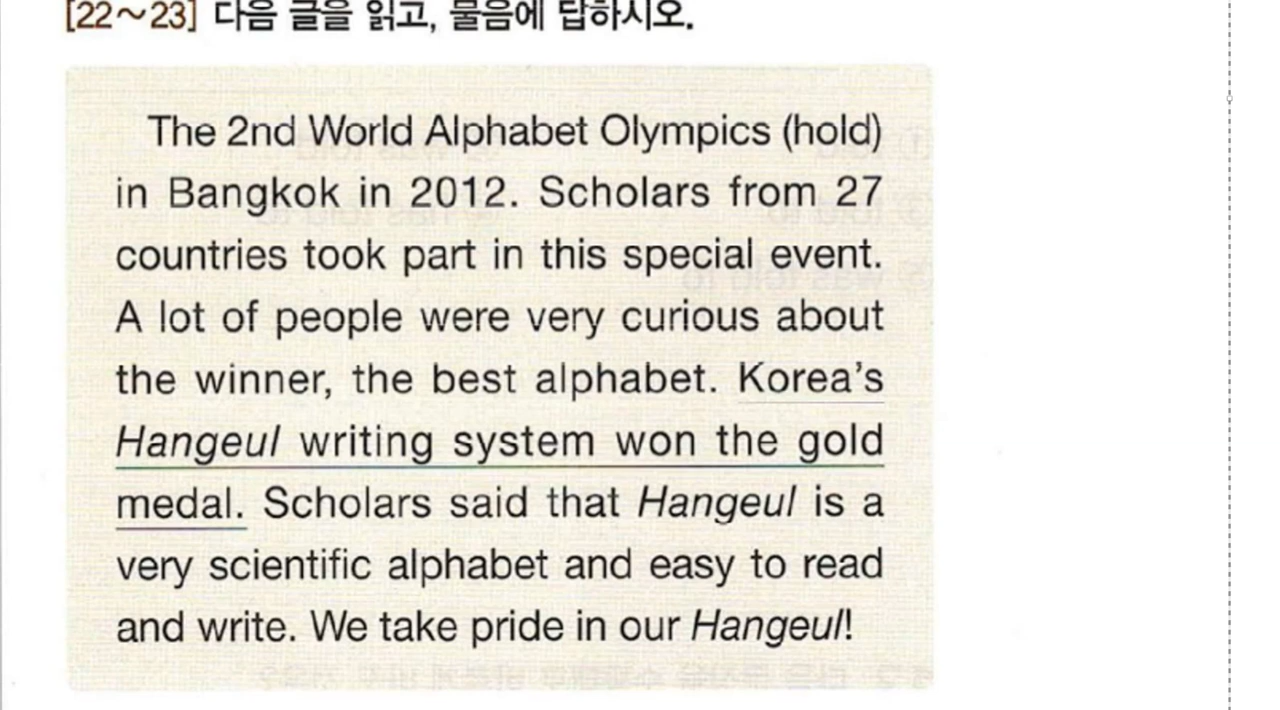 [22~23] 다음 글을 읽고, 물음에 답하시오.
The 2nd World Alphabet Olympics (hold)
in Bangkok in 2012. Scholars from 27
countries took part in this special event.
A lot of people were very curious about
the winner, the best alphabet. Korea's
Hangeul writing system won the gold
medal. Scholars said that Hangeul is a
very scientific alphabet and easy to read
and write. We take pride in our Hangeul!